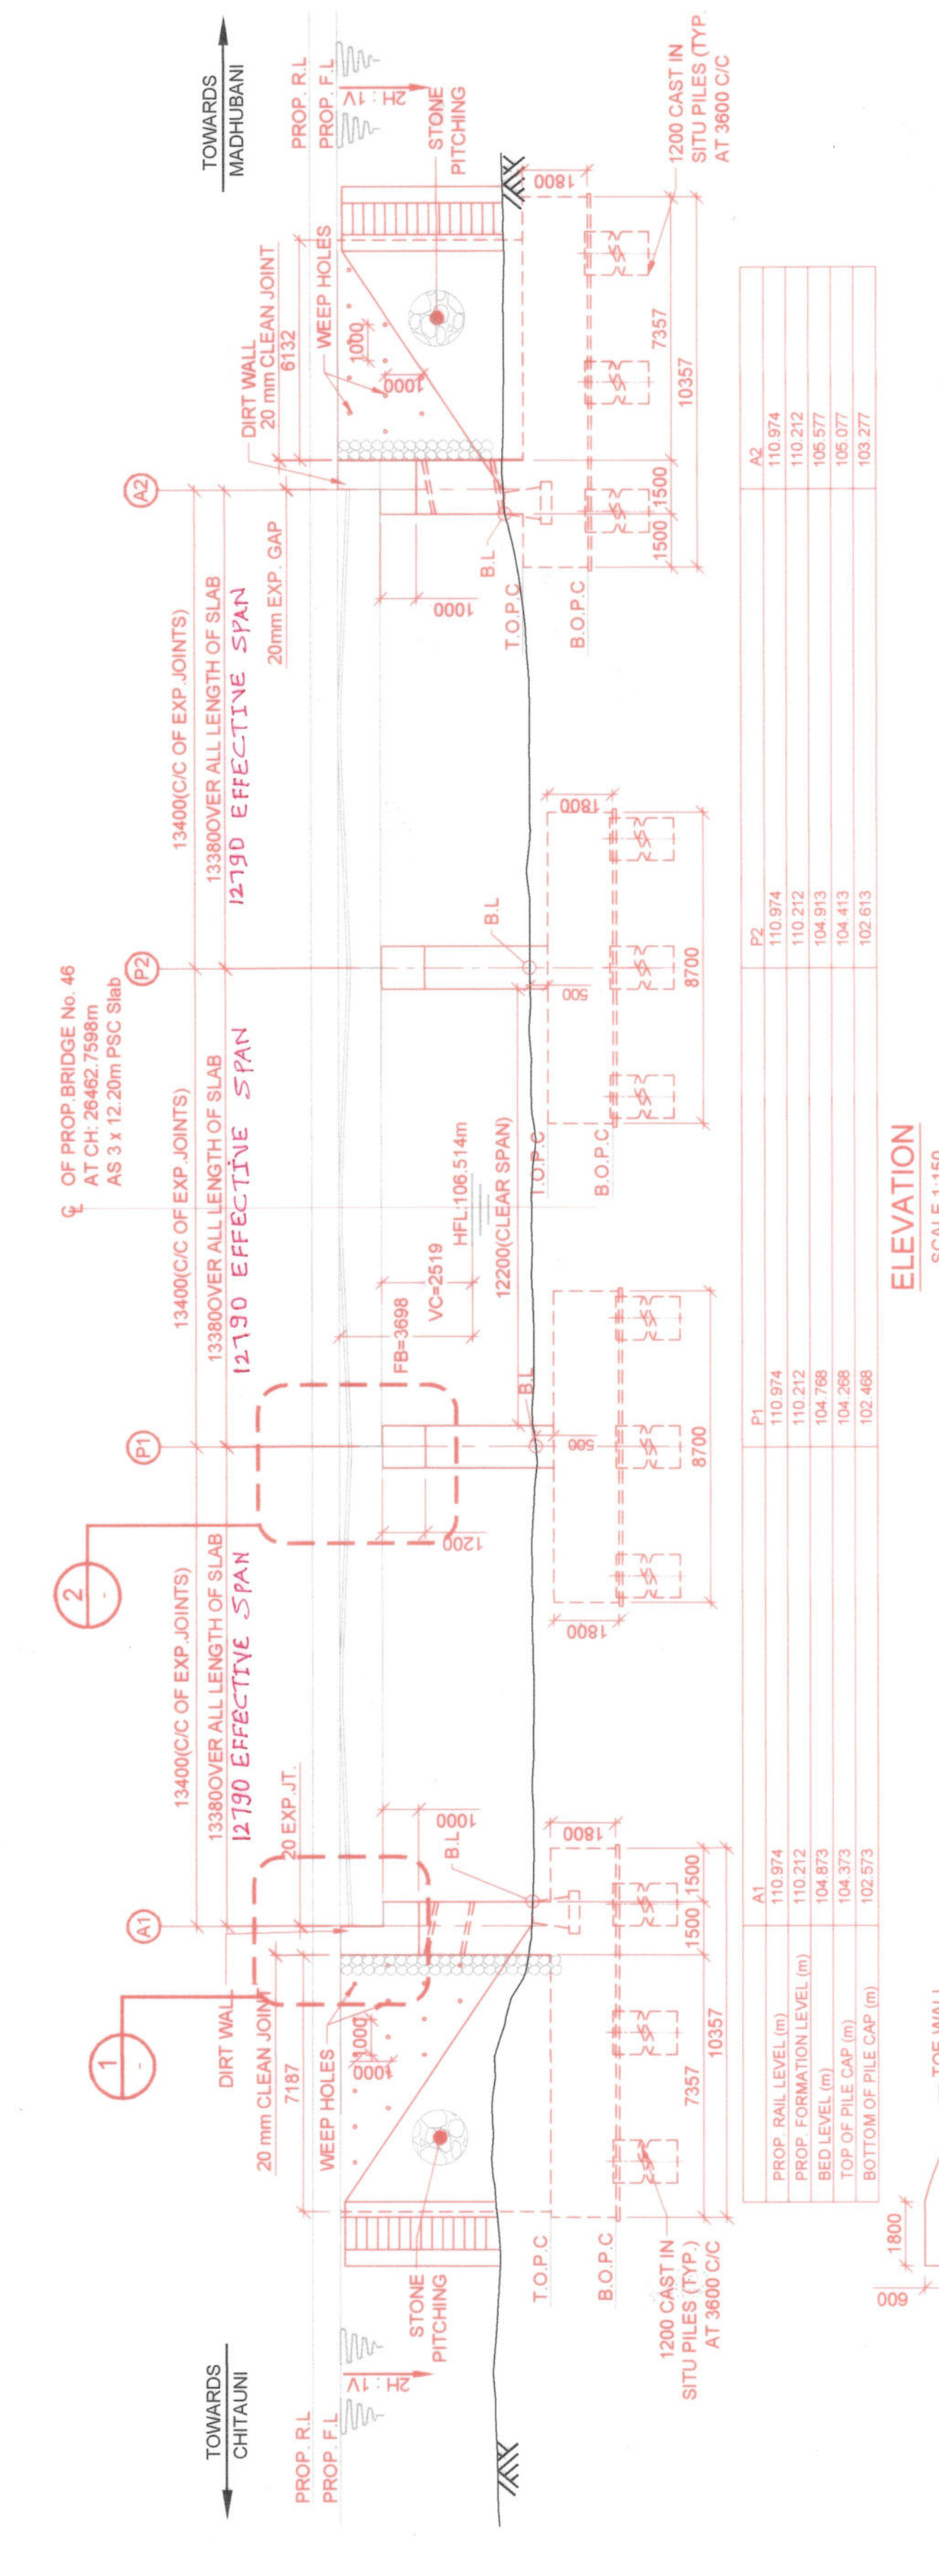 ℄ OF PROP.BRIDGE No. 46
AT CH: 26462.7598m
AS 3 x 12.20m PSC Slab
TOWARDS
CHITAUNI
TOWARDS
MADHUBANI
1
-
2
-
A1
P1
P2
A2
13400(C/C OF EXP.JOINTS)
13400(C/C OF EXP.JOINTS)
13400(C/C OF EXP.JOINTS)
13380OVER ALL LENGTH OF SLAB
13380OVER ALL LENGTH OF SLAB
13380OVER ALL LENGTH OF SLAB
12790 EFFECTIVE SPAN
12790 EFFECTIVE SPAN
12790 EFFECTIVE SPAN
DIRT WALL
20 mm CLEAN JOINT
7187
20 EXP.JT.
20mm EXP. GAP
DIRT WALL
20 mm CLEAN JOINT
6132
PROP. R.L
PROP. F.L
2H : 1V
WEEP HOLES
1000
1000
STONE
PITCHING
1000
B.L
1200
B.L
500
FB=3698
VC=2519
HFL:106.514m
12200(CLEAR SPAN)
B.L
500
1000
B.L
WEEP HOLES
1000
1000
PROP. R.L
PROP. F.L
2H : 1V
STONE
PITCHING
T.O.P.C
B.O.P.C
1800
1800
T.O.P.C
B.O.P.C
1800
T.O.P.C
B.O.P.C
1800
1200 CAST IN
SITU PILES (TYP.)
AT 3600 C/C
7357
1500
1500
10357
8700
8700
1500
1500
7357
10357
1200 CAST IN
SITU PILES (TYP.
AT 3600 C/C
A1 P1 P2 A2
PROP. RAIL LEVEL (m) 110.974 110.974 110.974 110.974
PROP. FORMATION LEVEL (m) 110.212 110.212 110.212 110.212
BED LEVEL (m) 104.873 104.768 104.913 105.577
TOP OF PILE CAP (m) 104.373 104.268 104.413 105.077
BOTTOM OF PILE CAP (m) 102.573 102.468 102.613 103.277
ELEVATION
SCALE 1:150
1800
600
TOE WALL